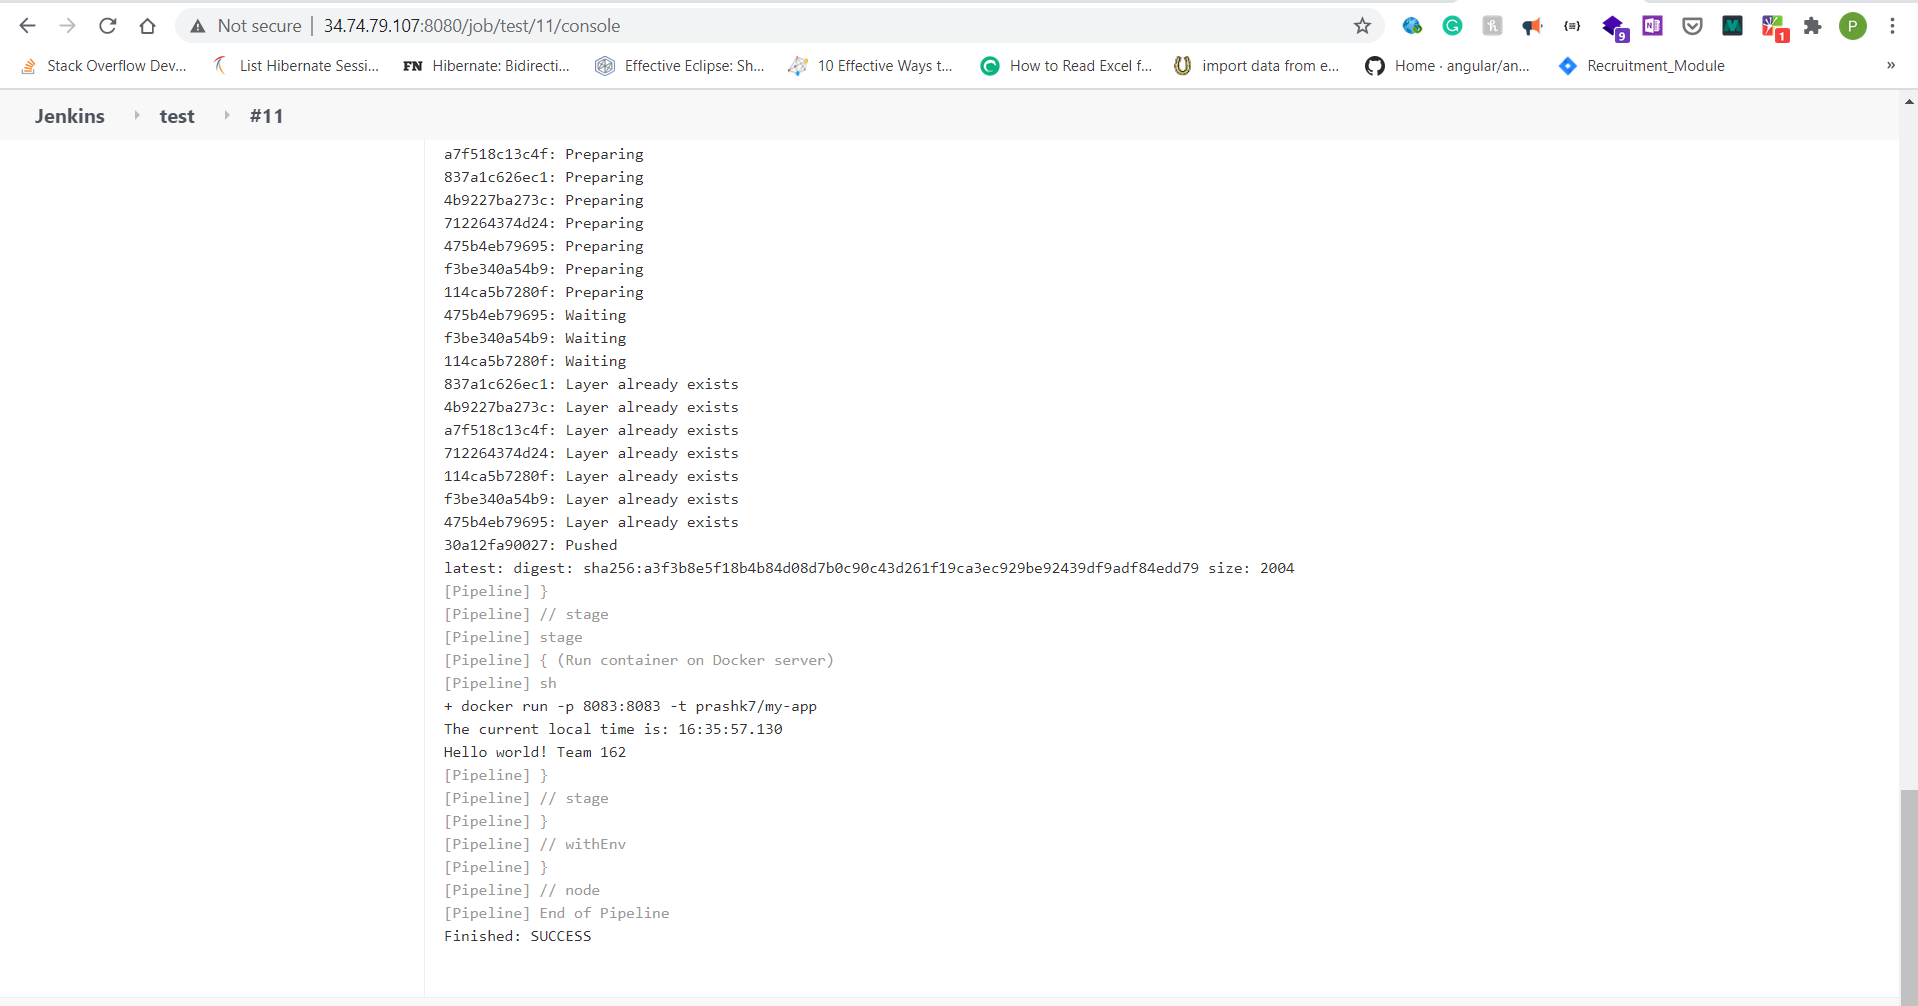 Not secure | 34.74.79.107:8080/job/test/11/console
9
1
P
Stack Overflow Dev... List Hibernate Sessi... FN Hibernate: Bidirecti... Effective Eclipse: Sh... 10 Effective Ways t... How to Read Excel f... import data from e... Home · angular/an... Recruitment_Module »
Jenkins test #11
a7f518c13c4f: Preparing
837a1c626ec1: Preparing
4b9227ba273c: Preparing
712264374d24: Preparing
475b4eb79695: Preparing
f3be340a54b9: Preparing
114ca5b7280f: Preparing
475b4eb79695: Waiting
f3be340a54b9: Waiting
114ca5b7280f: Waiting
837a1c626ec1: Layer already exists
4b9227ba273c: Layer already exists
a7f518c13c4f: Layer already exists
712264374d24: Layer already exists
114ca5b7280f: Layer already exists
f3be340a54b9: Layer already exists
475b4eb79695: Layer already exists
30a12fa90027: Pushed
latest: digest: sha256:a3f3b8e5f18b4b84d08d7b0c90c43d261f19ca3ec929be92439df9adf84edd79 size: 2004
[Pipeline] }
[Pipeline] // stage
[Pipeline] stage
[Pipeline] { (Run container on Docker server)
[Pipeline] sh
+ docker run -p 8083:8083 -t prashk7/my-app
The current local time is: 16:35:57.130
Hello world! Team 162
[Pipeline] }
[Pipeline] // stage
[Pipeline] }
[Pipeline] // withEnv
[Pipeline] }
[Pipeline] // node
[Pipeline] End of Pipeline
Finished: SUCCESS